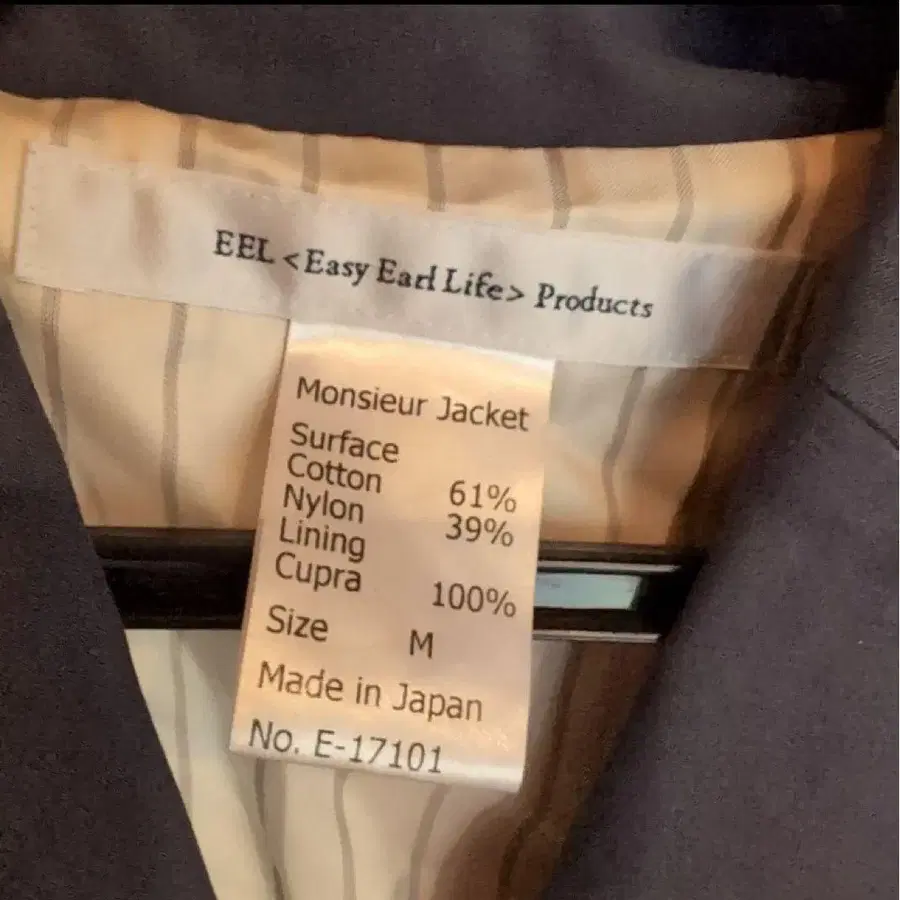 EEL <Easy Earl Life> Products
Monsieur Jacket
Surface
Cotton 61%
Nylon 39%
Lining
Cupra 100%
Size M
Made in Japan
No. E-17101